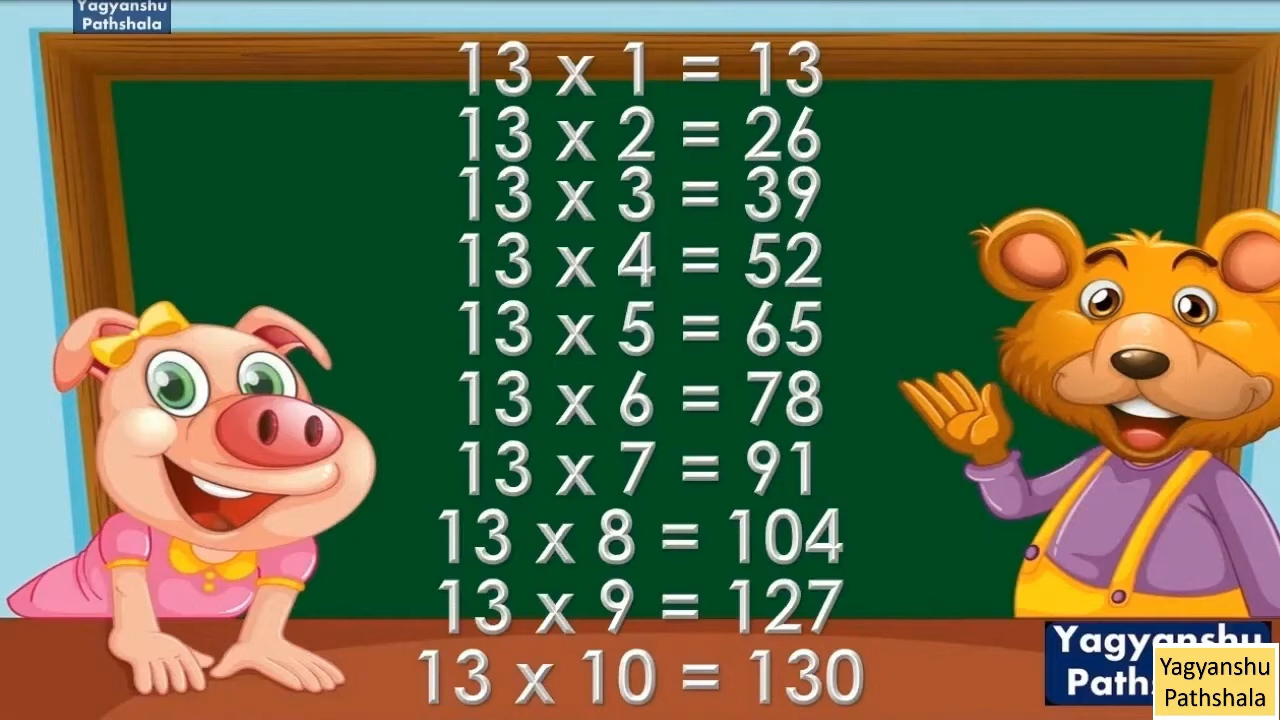 Yagyanshu
Pathshala
13 x 1 = 13
13 x 2 = 26
13 x 3 = 39
13 x 4 = 52
13 x 5 = 65
13 x 6 = 78
13 x 7 = 91
13 x 8 = 104
13 x 9 = 127
13 x 10 = 130
Yagyanshu
Yagyanshu
Pathshala